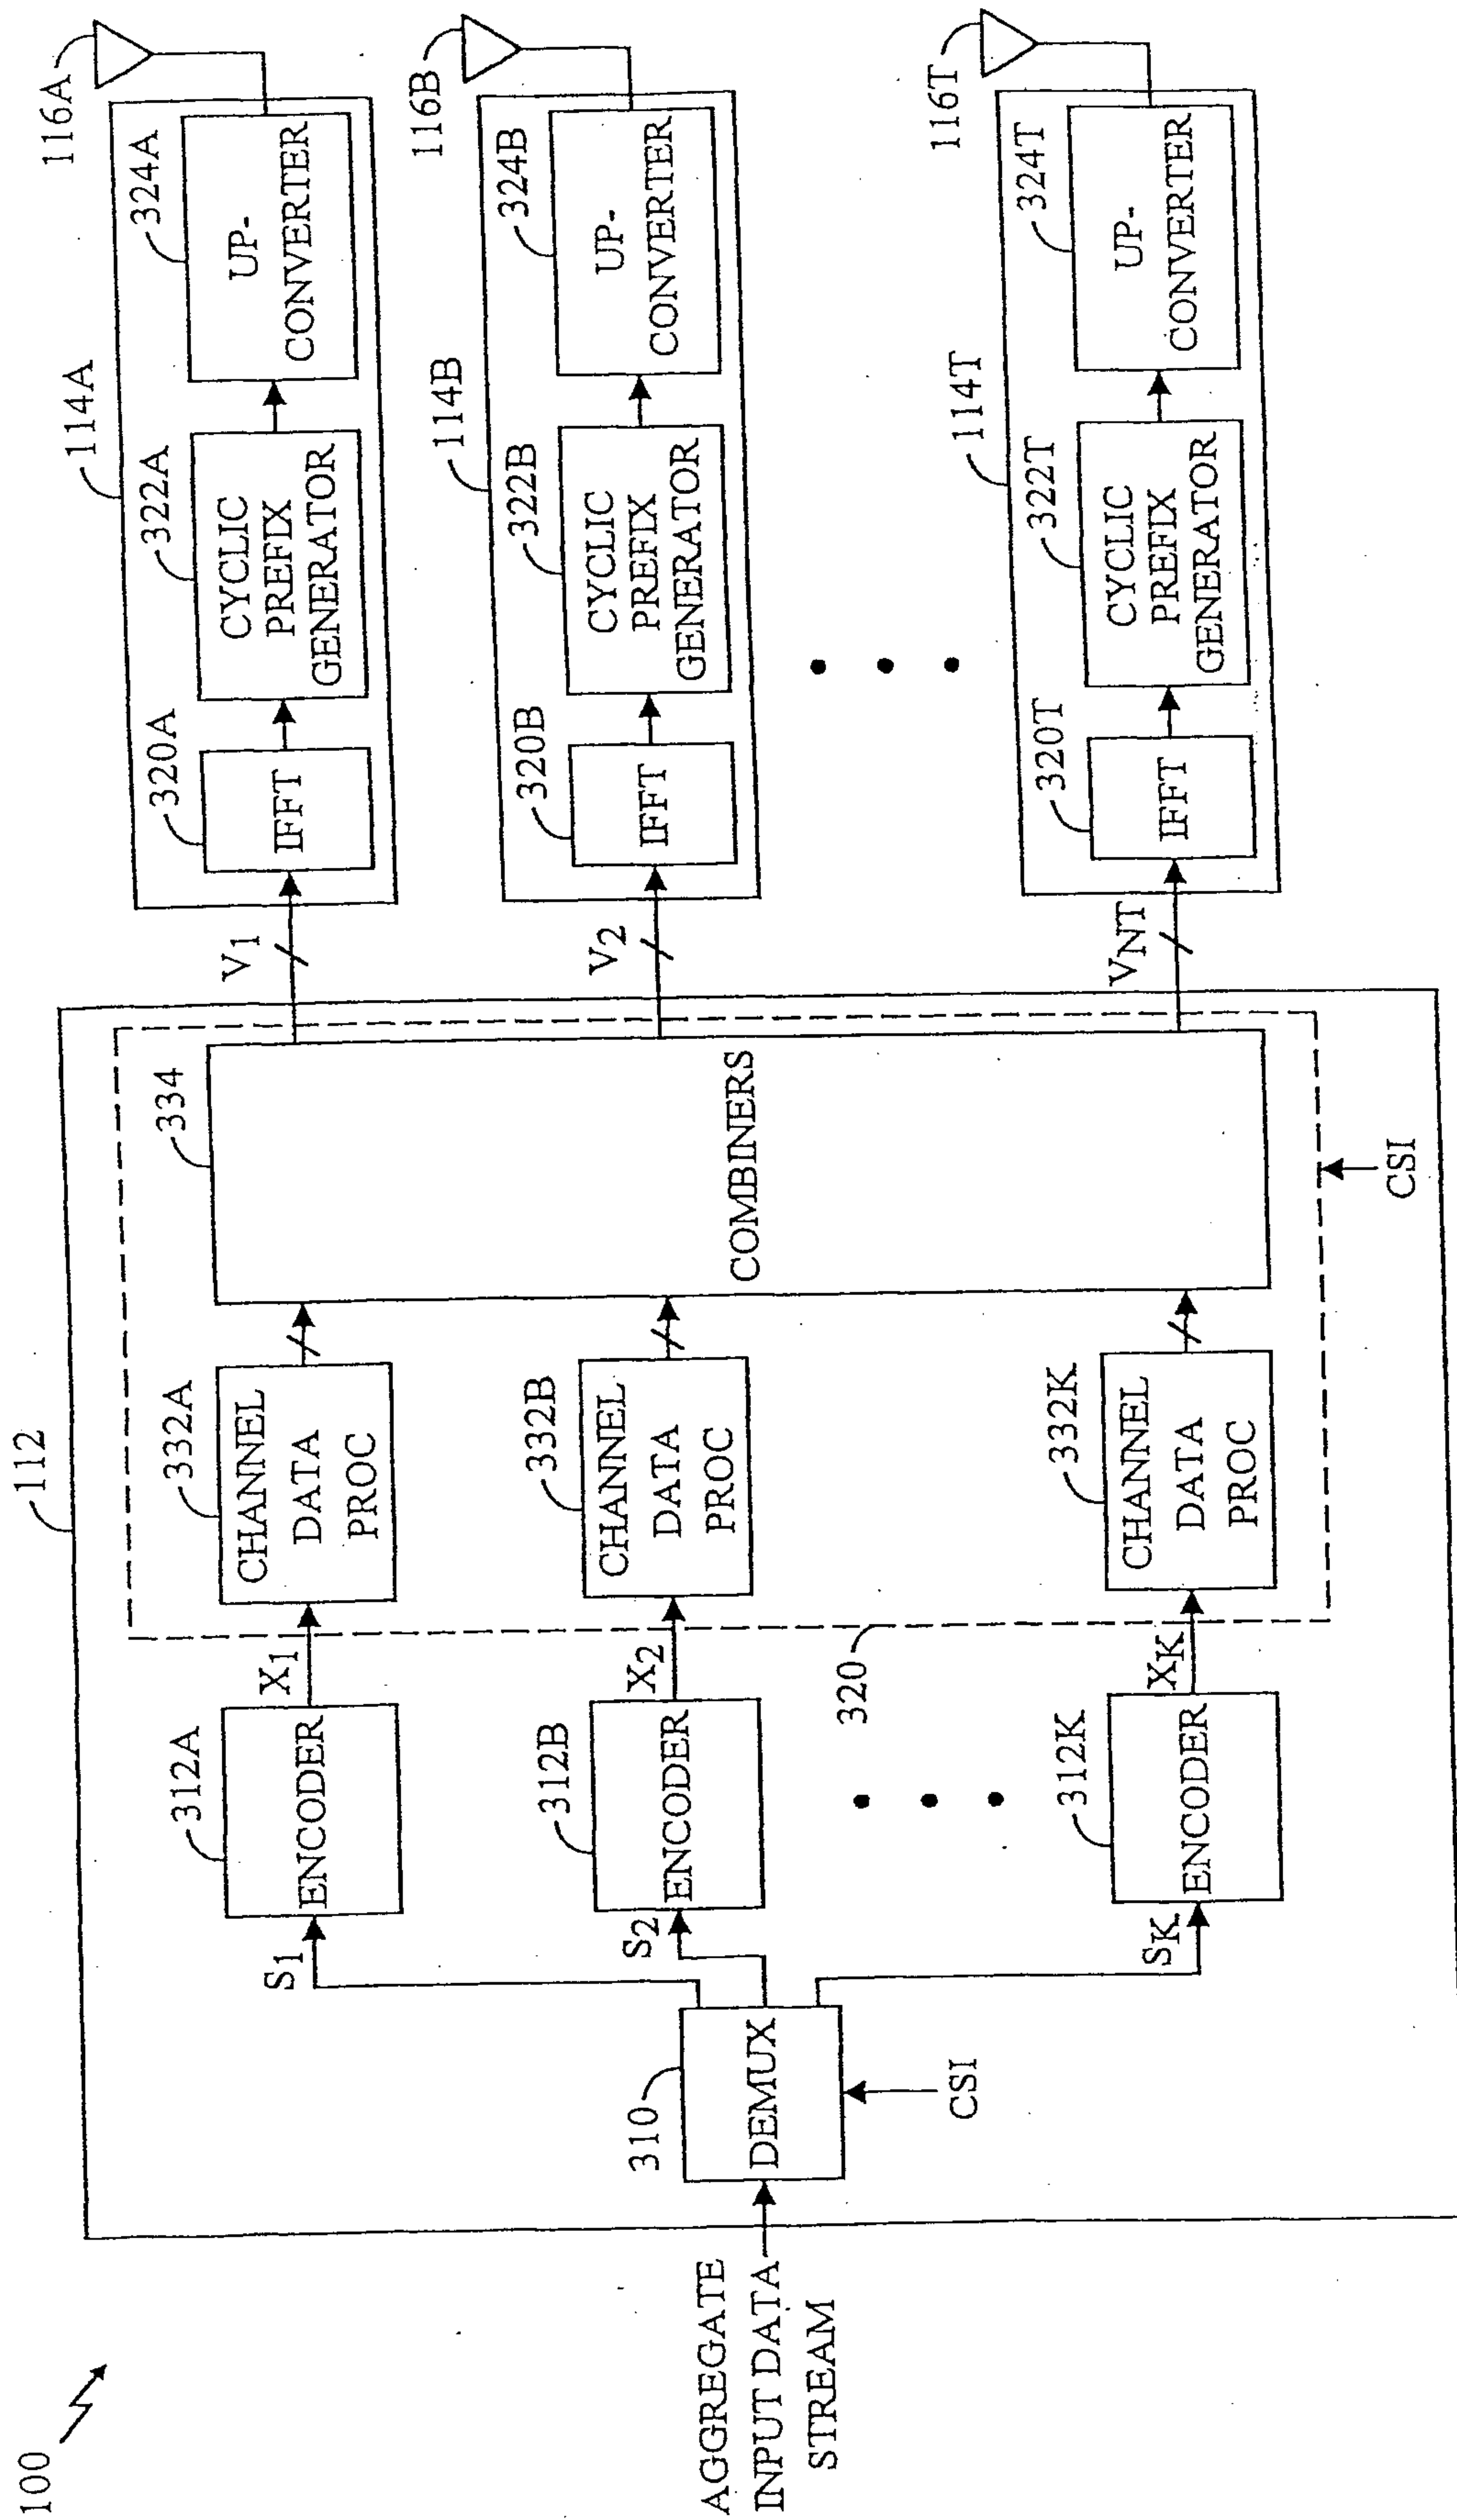 100
112
AGGREGATE
INPUT DATA
STREAM
310
DEMUX
CSI
S1
312A
ENCODER
X1
332A
CHANNEL
DATA
PROC
S2
312B
ENCODER
X2
332B
CHANNEL
DATA
PROC
SK
312K
ENCODER
XK
332K
CHANNEL
DATA
PROC
320
334
COMBINERS
CSI
V1
114A
320A
IFFT
322A
CYCLIC
PREFIX
GENERATOR
324A
UP-
CONVERTER
116A
V2
114B
320B
IFFT
322B
CYCLIC
PREFIX
GENERATOR
324B
UP-
CONVERTER
116B
VNT
114T
320T
IFFT
322T
CYCLIC
PREFIX
GENERATOR
324T
UP-
CONVERTER
116T